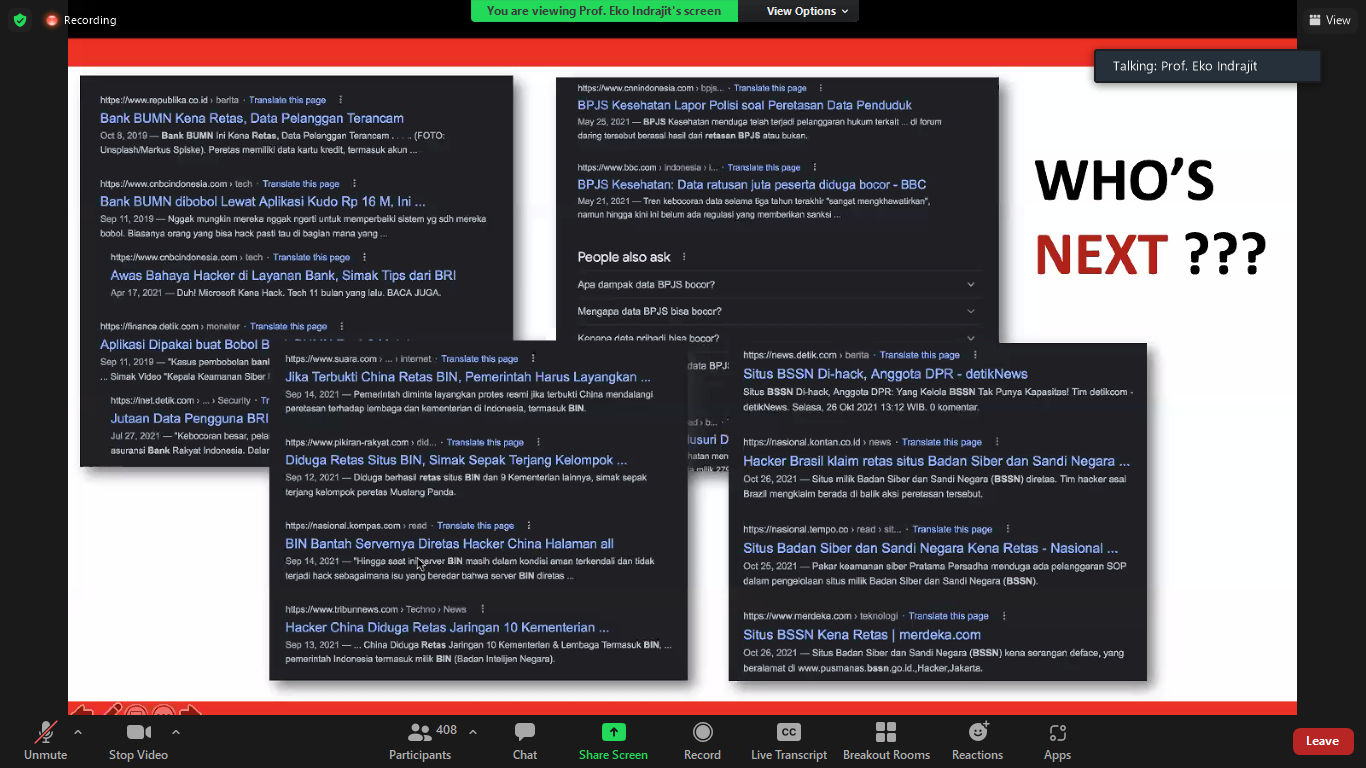 Recording
You are viewing Prof. Eko Indrajit's screen
View Options
View
Talking: Prof. Eko Indrajit
https://www.republika.co.id › berita · Translate this page
Bank BUMN Kena Retas, Data Pelanggan Terancam
Oct 8, 2019 — Bank BUMN Ini Kena Retas, Data Pelanggan Terancam . . . . (FOTO:
Unsplash/Markus Spiske). Peretas memiliki data kartu kredit, termasuk akun ...
https://www.cnbcindonesia.com › tech · Translate this page
Bank BUMN dibobol Lewat Aplikasi Kudo Rp 16 M, Ini ...
Sep 11, 2019 — Nggak mungkin mereka nggak ngerti untuk memperbaiki sistem yg sdh mereka
bobol. Biasanya orang yang bisa hack pasti tau di bagian mana yang ...
https://www.cnbcindonesia.com › tech · Translate this page
Awas Bahaya Hacker di Layanan Bank, Simak Tips dari BRI
Apr 17, 2021 — Duh! Microsoft Kena Hack. Tech 11 bulan yang lalu. BACA JUGA.
https://finance.detik.com › moneter · Translate this page
Aplikasi Dipakai buat Bobol B
Sep 11, 2019 — "Kasus pembobolan bank
... Simak Video "Kepala Keamanan Siber
https://inet.detik.com › ... › Security · Tr
Jutaan Data Pengguna BRI
Jul 27, 2021 — "Kebocoran besar, pela
asuransi Bank Rakyat Indonesia. Dalam
https://www.cnnindonesia.com › bpjs... · Translate this page
BPJS Kesehatan Lapor Polisi soal Peretasan Data Penduduk
May 25, 2021 — BPJS Kesehatan menduga telah terjadi pelanggaran hukum terkait ... di forum
daring tersebut berasal hasil dari retasan BPJS atau bukan.
https://www.bbc.com › indonesia › i... · Translate this page
BPJS Kesehatan: Data ratusan juta peserta diduga bocor - BBC
May 21, 2021 — Tren kebocoran data selama tiga tahun terakhir "sangat mengkhawatirkan",
namun hingga kini ini belum ada regulasi yang memberikan sanksi ...
People also ask
Apa dampak data BPJS bocor?
Mengapa data BPJS bisa bocor?
Kenapa data pribadi bisa bocor?
data BPJ
usuri D
WHO'S
NEXT ???
https://www.suara.com › ... › internet · Translate this page
Jika Terbukti China Retas BIN, Pemerintah Harus Layangkan ...
Sep 14, 2021 — Pemerintah diminta layangkan protes resmi jika terbukti China mendalangi
peretasan terhadap lembaga dan kementerian di Indonesia, termasuk BIN.
https://www.pikiran-rakyat.com › did... · Translate this page
Diduga Retas Situs BIN, Simak Sepak Terjang Kelompok ...
Sep 12, 2021 — Diduga berhasil retas situs BIN dan 9 Kementerian lainnya, simak sepak
terjang kelompok peretas Mustang Panda.
https://nasional.kompas.com › read · Translate this page
BIN Bantah Servernya Diretas Hacker China Halaman all
Sep 14, 2021 — "Hingga saat ini server BIN masih dalam kondisi aman terkendali dan tidak
terjadi hack sebagaimana isu yang beredar bahwa server BIN diretas ...
https://www.tribunnews.com › Techno › News
Hacker China Diduga Retas Jaringan 10 Kementerian ...
Sep 13, 2021 — ... China Diduga Retas Jaringan 10 Kementerian & Lembaga Termasuk BIN, ...
pemerintah Indonesia termasuk milik BIN (Badan Intelijen Negara).
https://news.detik.com › berita · Translate this page
Situs BSSN Di-hack, Anggota DPR - detikNews
Situs BSSN Di-hack, Anggota DPR: Yang Kelola BSSN Tak Punya Kapasitas! Tim detikcom -
detikNews. Selasa, 26 Okt 2021 13:12 WIB. 0 komentar.
https://nasional.kontan.co.id › news · Translate this page
Hacker Brasil klaim retas situs Badan Siber dan Sandi Negara ...
Oct 26, 2021 — Situs milik Badan Siber dan Sandi Negara (BSSN) diretas. Tim hacker asal
Brazil mengklaim berada di balik aksi peretasan tersebut.
https://nasional.tempo.co › read › sit... · Translate this page
Situs Badan Siber dan Sandi Negara Kena Retas - Nasional ...
Oct 25, 2021 — Pakar keamanan siber Pratama Persadha menduga ada pelanggaran SOP
dalam pengelolaan situs milik Badan Siber dan Sandi Negara (BSSN).
https://www.merdeka.com › teknologi · Translate this page
Situs BSSN Kena Retas | merdeka.com
Oct 26, 2021 — Situs Badan Siber dan Sandi Negara (BSSN) kena serangan deface, yang
beralamat di www.pusmanas.bssn.go.id.,Hacker,Jakarta.
Unmute
Stop Video
408
Participants
Chat
Share Screen
Record
CC
Live Transcript
Breakout Rooms
Reactions
Apps
Leave